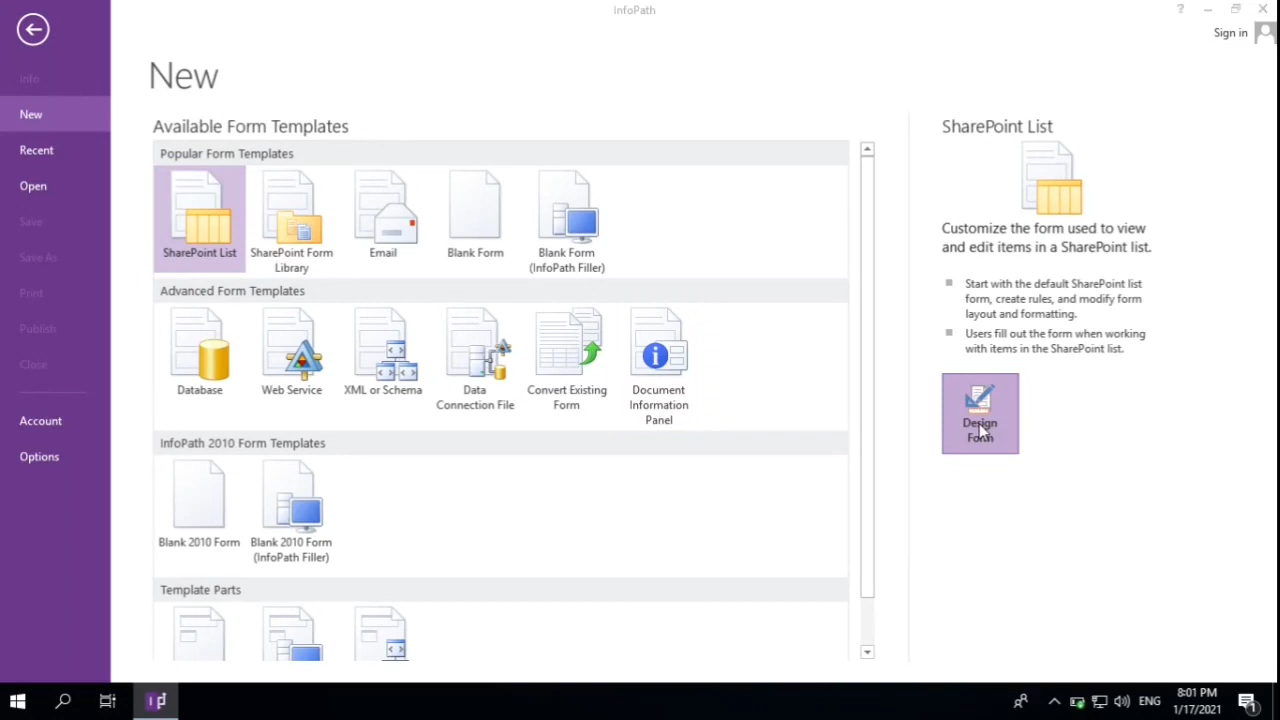 InfoPath
?
Sign in
Info
New
Recent
Open
Save
Save As
Print
Publish
Close
Account
Options
New
Available Form Templates
Popular Form Templates
SharePoint List
SharePoint Form
Library
Email
Blank Form
Blank Form
(InfoPath Filler)
Advanced Form Templates
Database
Web Service
XML or Schema
Data
Connection File
Convert Existing
Form
Document
Information
Panel
InfoPath 2010 Form Templates
Blank 2010 Form
Blank 2010 Form
(InfoPath Filler)
Template Parts
SharePoint List
Customize the form used to view
and edit items in a SharePoint list.
Start with the default SharePoint list
form, create rules, and modify form
layout and formatting.
Users fill out the form when working
with items in the SharePoint list.
Design
Form
ENG
8:01 PM
1/17/2021
1